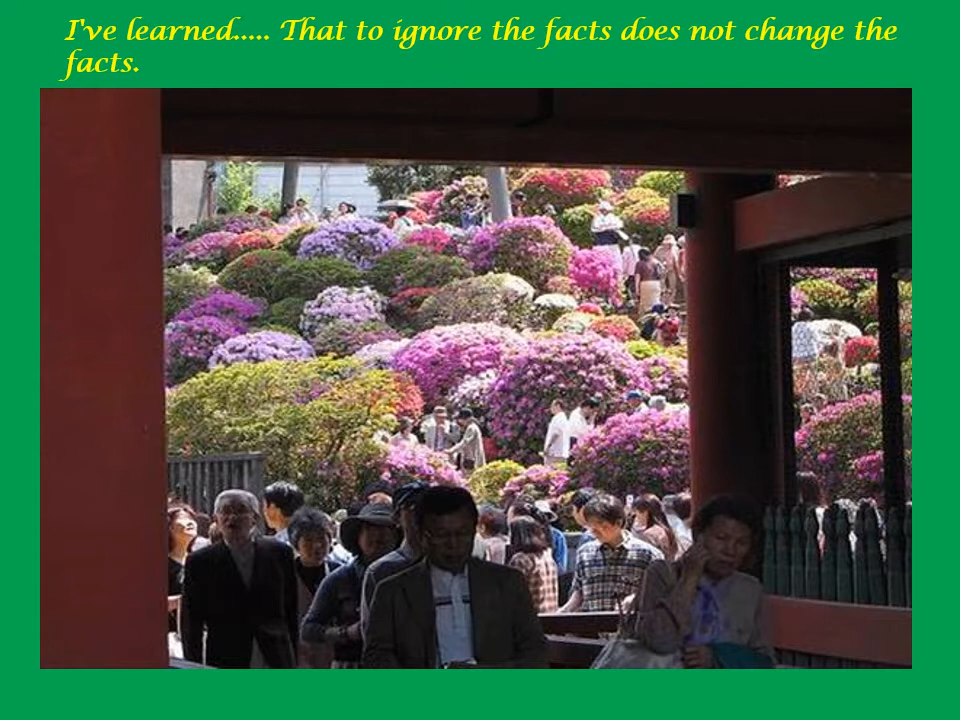 I've learned..... That to ignore the facts does not change the
facts.